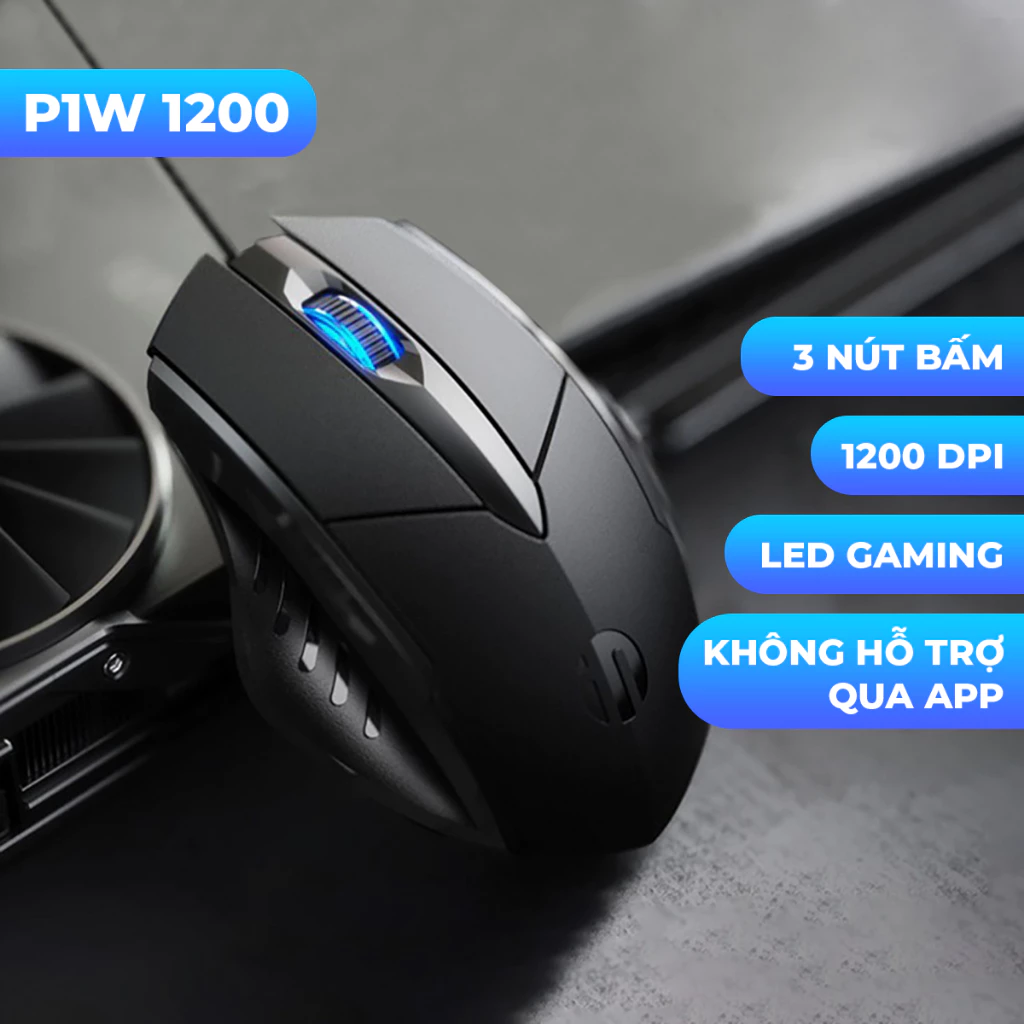 P1W 1200
3 NÚT BẤM
1200 DPI
LED GAMING
KHÔNG HỖ TRỢ
QUA APP